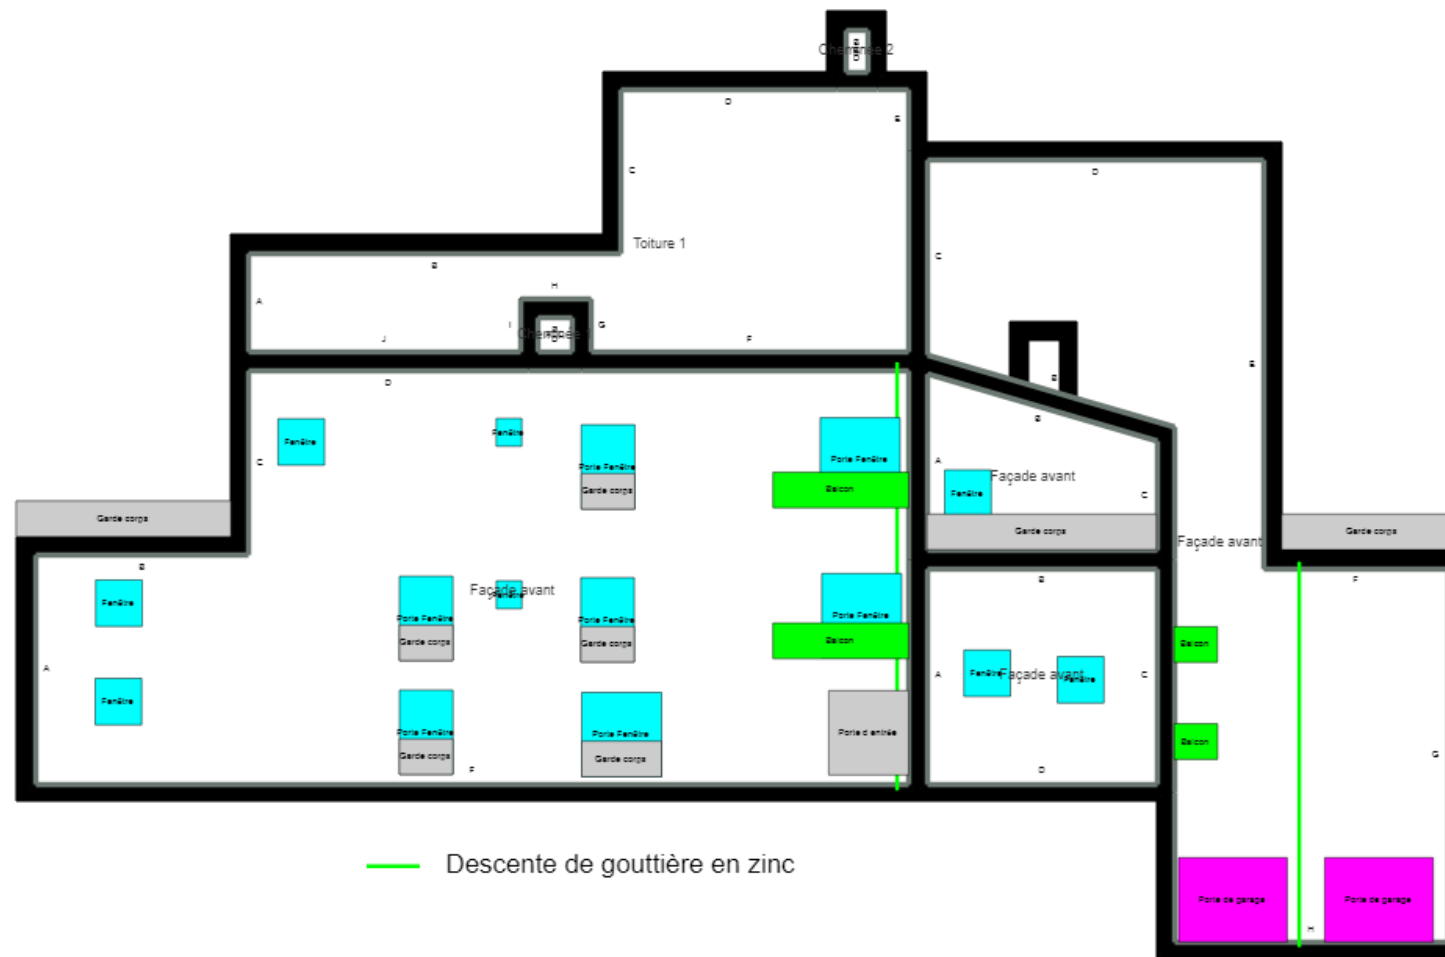 Cheminée 2
D
B
C
D
Toiture 1
C
B
H
A
I
G
Cheminée
J
F
B
B
D
B
Fenêtre
Fenêtre
Porte Fenêtre
Porte Fenêtre
C
A
Façade avant
Garde corps
Balcon
Fenêtre
C
Garde corps
Garde corps
Garde corps
Façade avant
B
B
F
Fenêtre
Façade avant
Fenêtre
Porte Fenêtre
Porte Fenêtre
Porte Fenêtre
Garde corps
Garde corps
Balcon
Balcon
A
A
Fenêtre
Façade avant
Fenêtre
C
Fenêtre
Porte Fenêtre
Porte Fenêtre
Porte d entrée
Balcon
Garde corps
Garde corps
F
D
G
Descente de gouttière en zinc
Porte de garage
Porte de garage
H